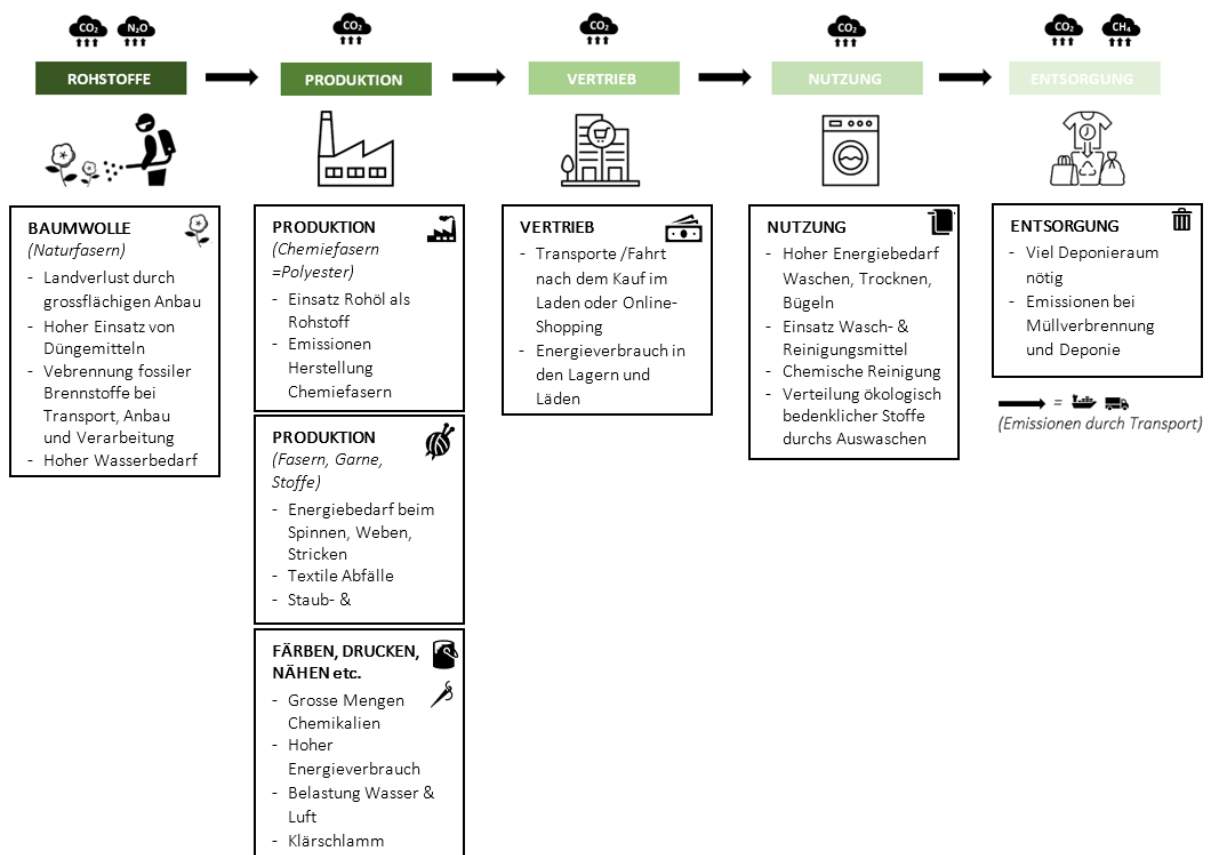 CO₂
N₂O
CO₂
CO₂
CO₂
CO₂
CH₄
ROHSTOFFE
PRODUKTION
VERTRIEB
NUTZUNG
ENTSORGUNG
BAUMWOLLE
(Naturfasern)
- Landverlust durch
grossflächigen Anbau
- Hoher Einsatz von
Düngemitteln
- Vebrennung fossiler
Brennstoffe bei
Transport, Anbau
und Verarbeitung
- Hoher Wasserbedarf
PRODUKTION
(Chemiefasern
=Polyester)
- Einsatz Rohöl als
Rohstoff
- Emissionen
Herstellung
Chemiefasern
PRODUKTION
(Fasern, Garne,
Stoffe)
- Energiebedarf beim
Spinnen, Weben,
Stricken
- Textile Abfälle
- Staub- &
FÄRBEN, DRUCKEN,
NÄHEN etc.
- Grosse Mengen
Chemikalien
- Hoher
Energieverbrauch
- Belastung Wasser &
Luft
- Klärschlamm
VERTRIEB
- Transporte /Fahrt
nach dem Kauf im
Laden oder Online-
Shopping
- Energieverbrauch in
den Lagern und
Läden
NUTZUNG
- Hoher Energiebedarf
Waschen, Trocknen,
Bügeln
- Einsatz Wasch- &
Reinigungsmittel
- Chemische Reinigung
- Verteilung ökologisch
bedenklicher Stoffe
durchs Auswaschen
ENTSORGUNG
- Viel Deponieraum
nötig
- Emissionen bei
Müllverbrennung
und Deponie
=
(Emissionen durch Transport)